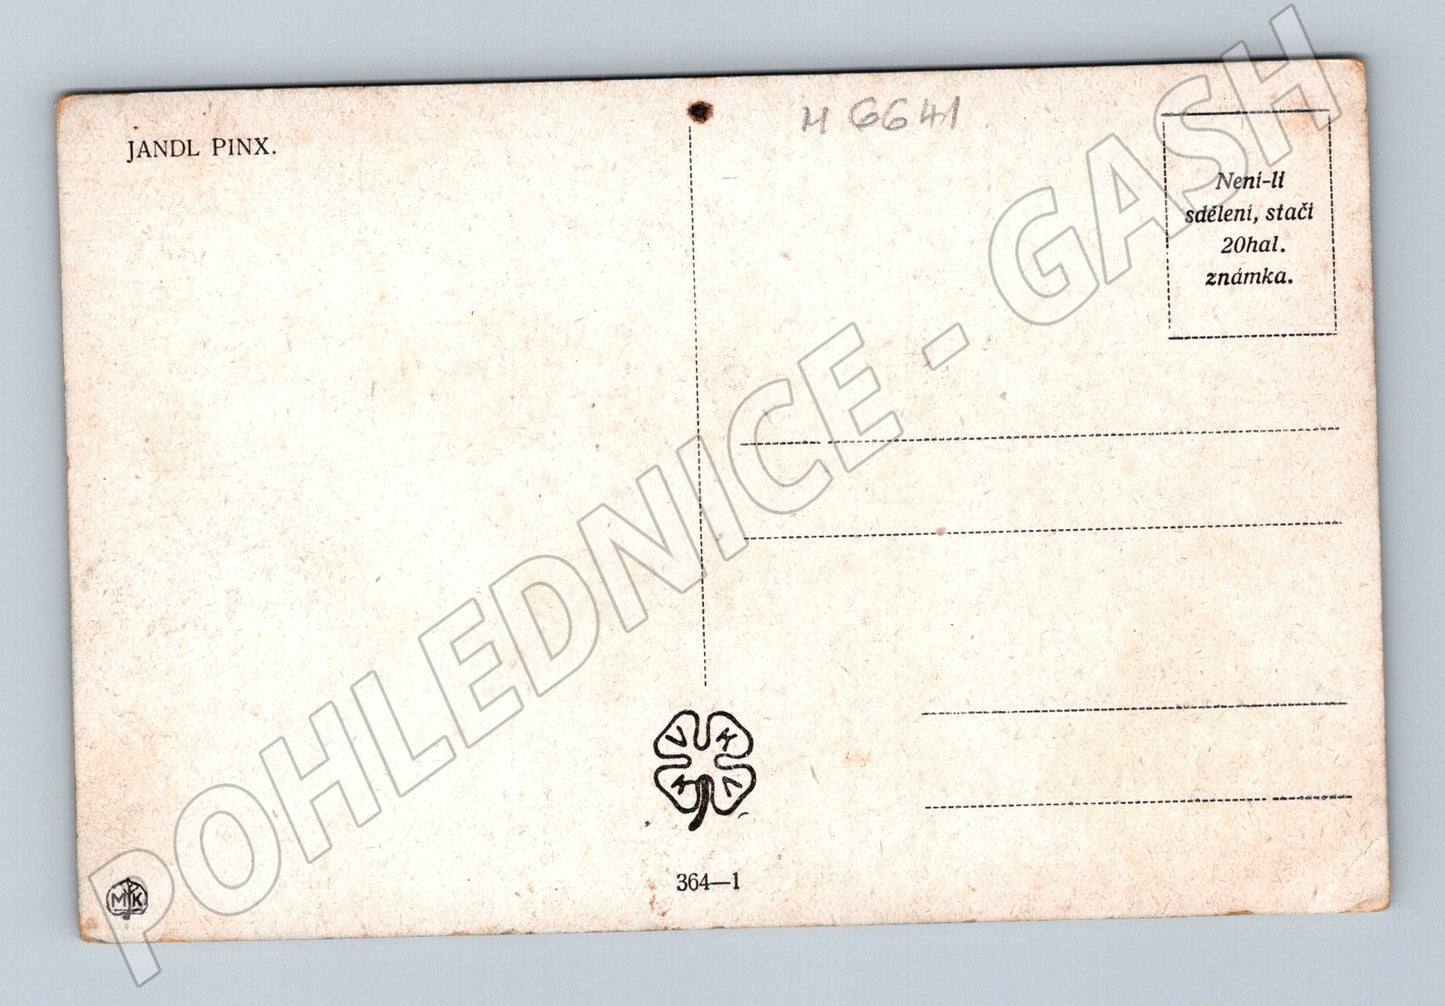 JANDL PINX.
H 6641
Není-li
sdělení, stačí
20hal.
známka.
V K
K V
364—1
M K
POHLEDNICE - GASH